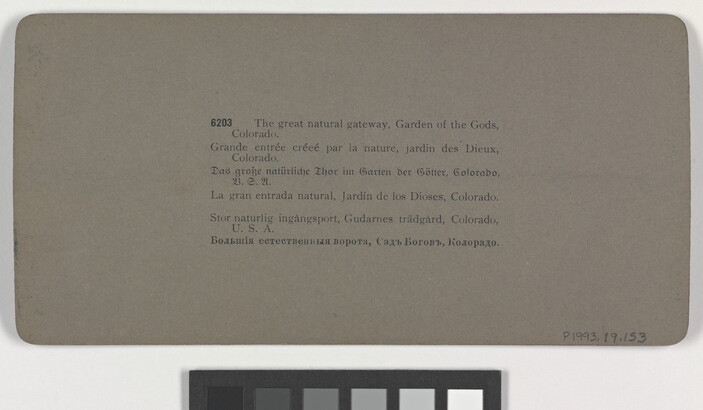 6203 The great natural gateway, Garden of the Gods,
Colorado.
Grande entrée créeé par la nature, jardin des Dieux,
Colorado.
Das große natürliche Thor im Garten der Götter, Colorado,
V. S. A.
La gran entrada natural, Jardín de los Dioses, Colorado.
Stor naturlig ingångsport, Gudarnes trädgård, Colorado,
U. S. A.
Большія естественныя ворота, Садъ Боговъ, Колорадо.
P1993.19.153